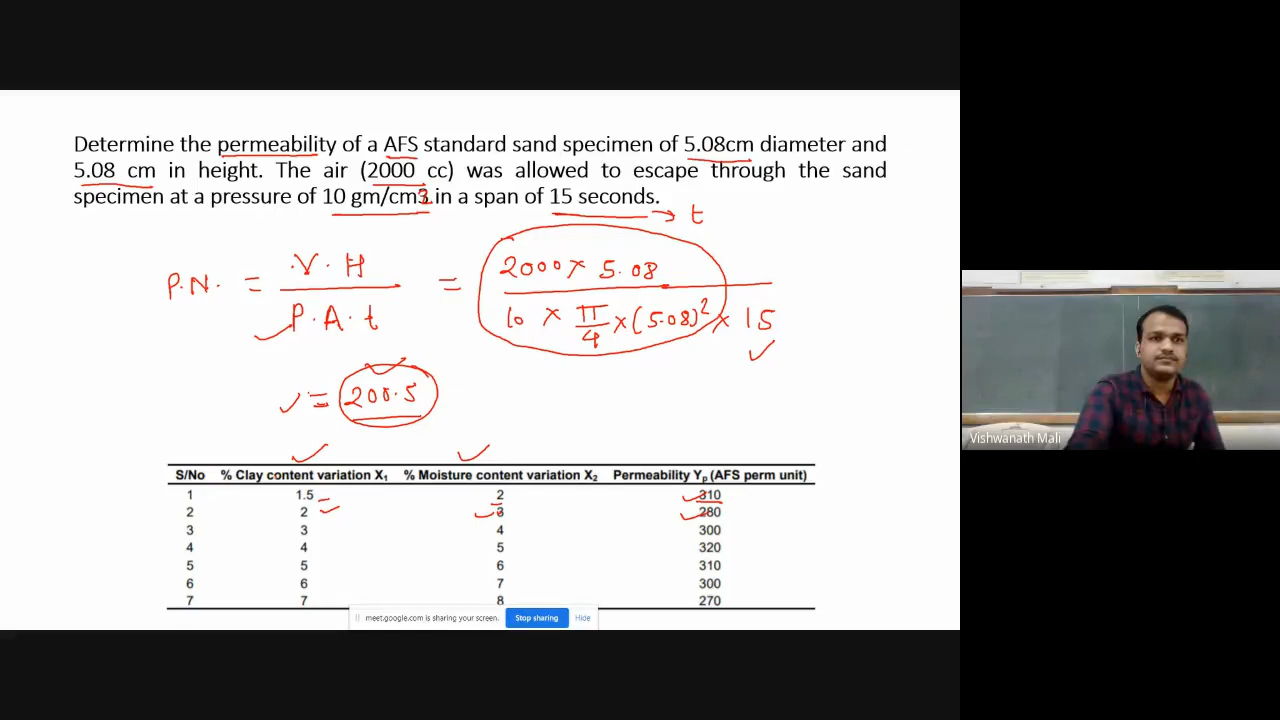 Determine the permeability of a AFS standard sand specimen of 5.08cm diameter and
5.08 cm in height. The air (2000 cc) was allowed to escape through the sand
specimen at a pressure of 10 gm/cm2 in a span of 15 seconds.
→ t
P.N. = V · H / P · A · t = 2000 × 5.08 / 10 × π/4 × (5.08)² × 15
= 200.5
S/No % Clay content variation X₁ % Moisture content variation X₂ Permeability Yₚ (AFS perm unit)
1 1.5 2 310
2 2 3 280
3 3 4 300
4 4 5 320
5 5 6 310
6 6 7 300
7 7 8 270
meet.google.com is sharing your screen. Stop sharing Hide
Vishwanath Mali